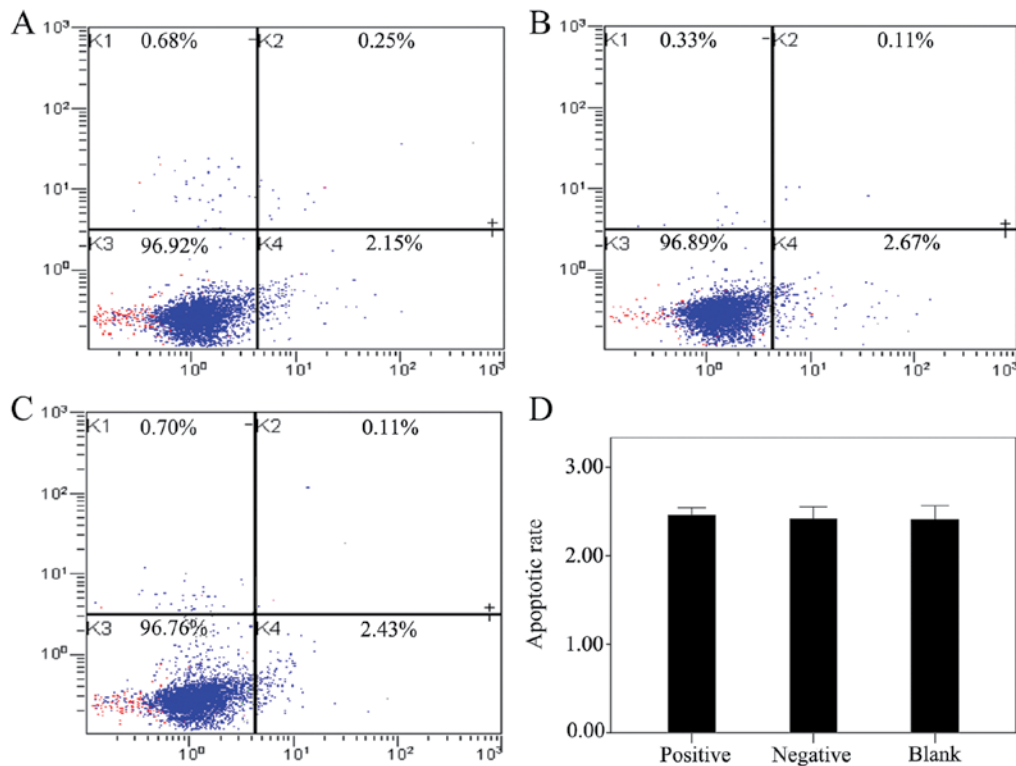 A
K1 0.68% K2 0.25%
K3 96.92% K4 2.15%
10³
10²
10¹
10⁰
10⁰ 10¹ 10² 10³
B
K1 0.33% K2 0.11%
K3 96.89% K4 2.67%
10³
10²
10¹
10⁰
10⁰ 10¹ 10² 10³
C
K1 0.70% K2 0.11%
K3 96.76% K4 2.43%
10³
10²
10¹
10⁰
10⁰ 10¹ 10² 10³
D
Apoptotic rate
3.00
2.00
1.00
0.00
Positive Negative Blank